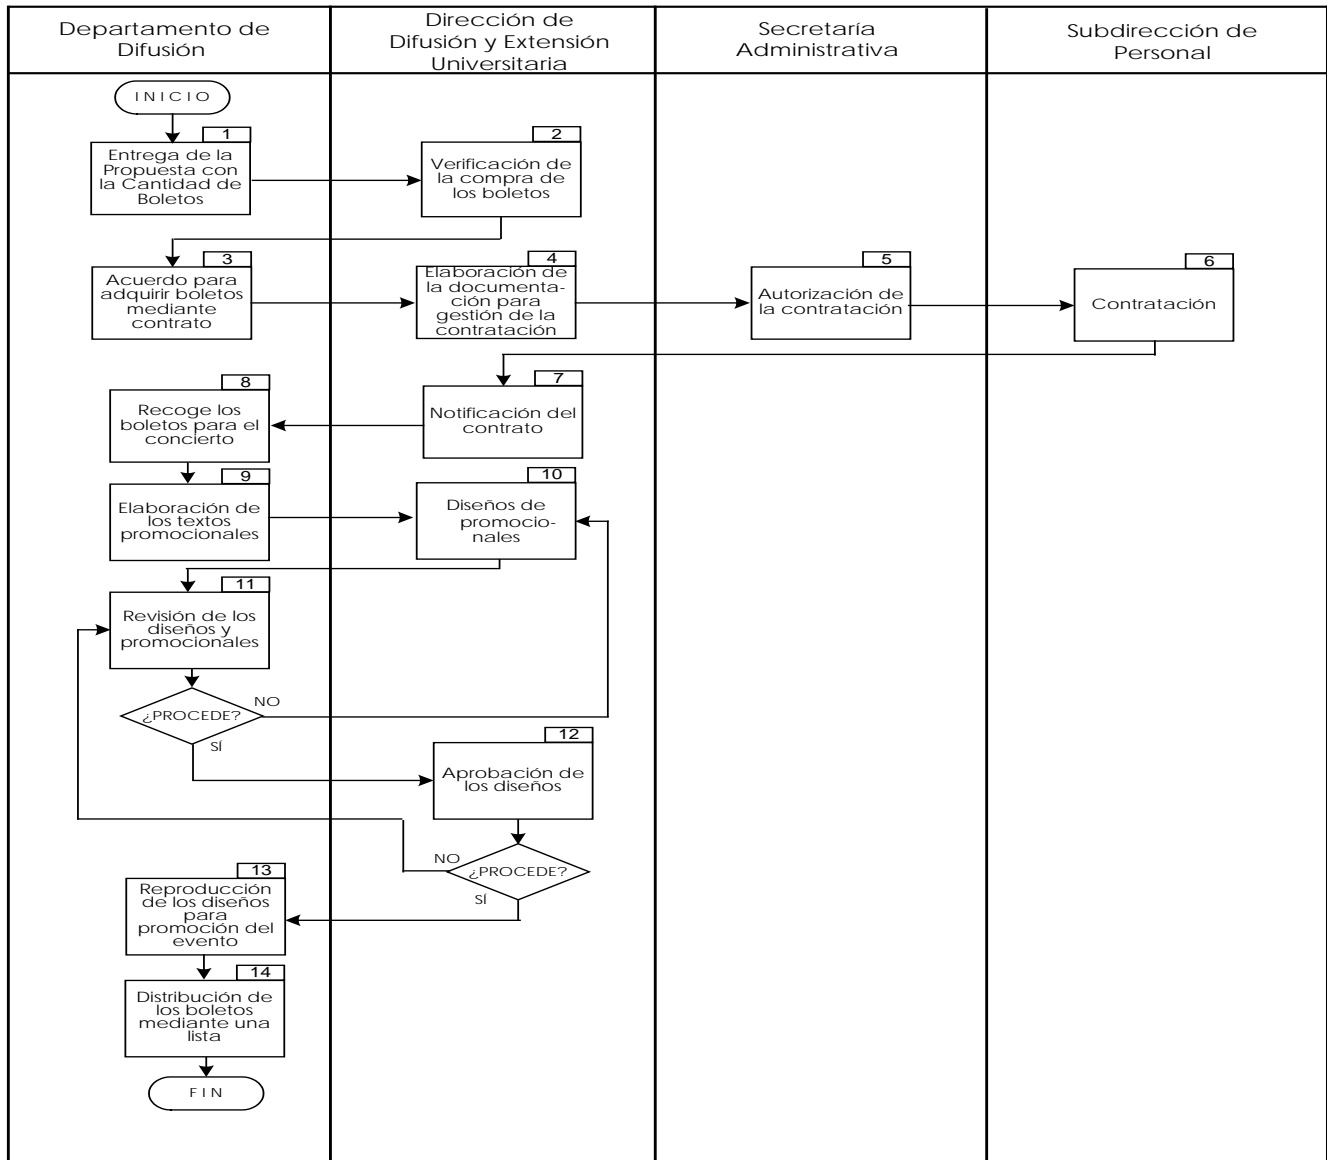 Departamento de
Difusión
Dirección de
Difusión y Extensión
Universitaria
Secretaría
Administrativa
Subdirección de
Personal
INICIO
1
Entrega de la
Propuesta con
la Cantidad de
Boletos
2
Verificación de
la compra de
los boletos
3
Acuerdo para
adquirir boletos
mediante
contrato
4
Elaboración de
la documenta-
ción para
gestión de la
contratación
5
Autorización de
la contratación
6
Contratación
7
Notificación del
contrato
8
Recoge los
boletos para el
concierto
9
Elaboración de
los textos
promocionales
10
Diseños de
promocio-
nales
11
Revisión de los
diseños y
promocionales
¿PROCEDE?
NO
SÍ
12
Aprobación de
los diseños
¿PROCEDE?
NO
SÍ
13
Reproducción
de los diseños
para
promoción del
evento
14
Distribución de
los boletos
mediante una
lista
FIN